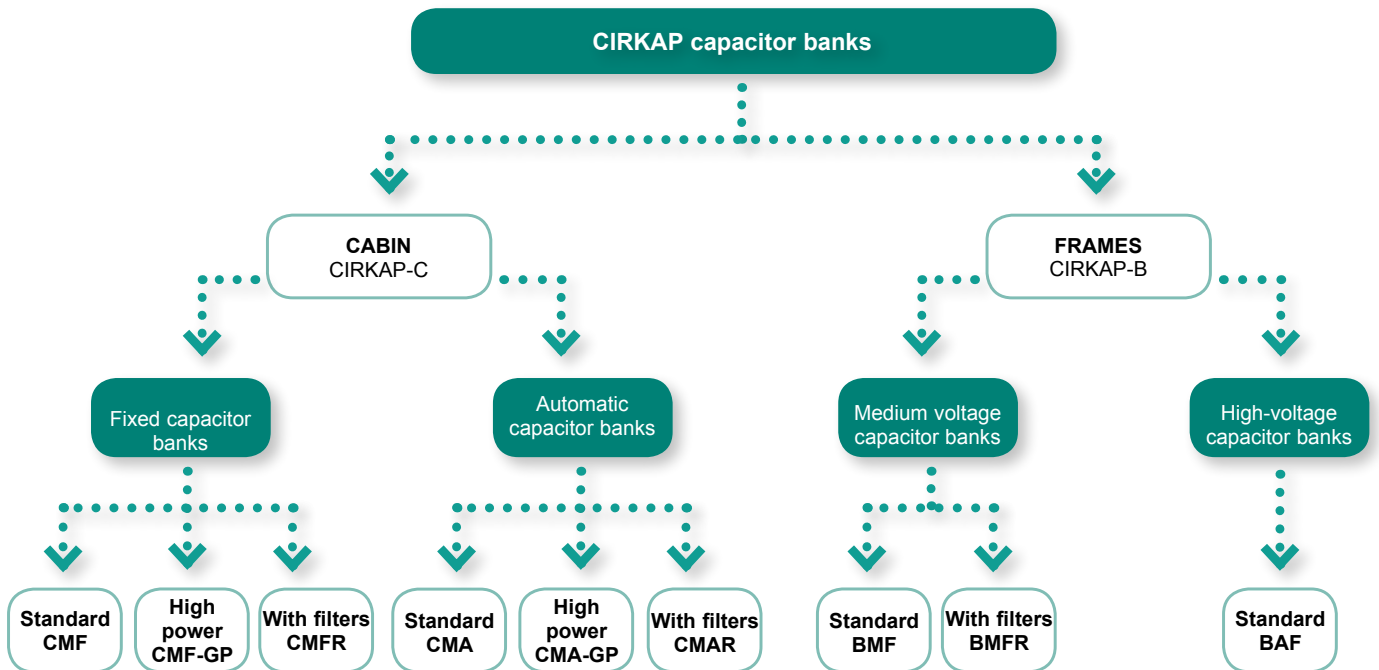 CIRKAP capacitor banks
CABIN
CIRKAP-C
FRAMES
CIRKAP-B
Fixed capacitor
banks
Automatic
capacitor banks
Medium voltage
capacitor banks
High-voltage
capacitor banks
Standard
CMF
High
power
CMF-GP
With filters
CMFR
Standard
CMA
High
power
CMA-GP
With filters
CMAR
Standard
BMF
With filters
BMFR
Standard
BAF